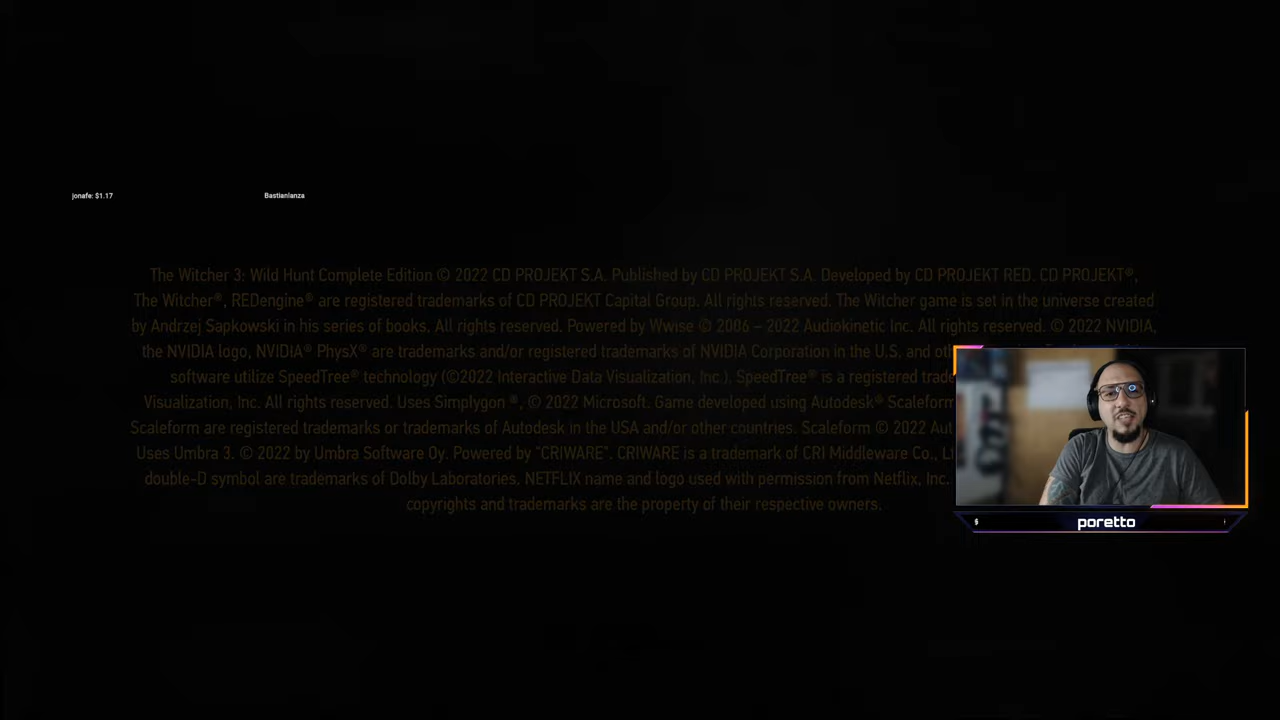 jonafe: $1.17
Bastianlanza
The Witcher 3: Wild Hunt Complete Edition © 2022 CD PROJEKT S.A. Published by CD PROJEKT S.A. Developed by CD PROJEKT RED. CD PROJEKT®,
The Witcher®, REDengine® are registered trademarks of CD PROJEKT Capital Group. All rights reserved. The Witcher game is set in the universe created
by Andrzej Sapkowski in his series of books. All rights reserved. Powered by Wwise © 2006 – 2022 Audiokinetic Inc. All rights reserved. © 2022 NVIDIA,
the NVIDIA logo, NVIDIA® PhysX® are trademarks and/or registered trademarks of NVIDIA Corporation in the U.S. and oth
software utilize SpeedTree® technology (©2022 Interactive Data Visualization, Inc.). SpeedTree® is a registered trade
Visualization, Inc. All rights reserved. Uses Simplygon ®, © 2022 Microsoft. Game developed using Autodesk® Scaleform
Scaleform are registered trademarks or trademarks of Autodesk in the USA and/or other countries. Scaleform © 2022 Aut
Uses Umbra 3. © 2022 by Umbra Software Oy. Powered by "CRIWARE". CRIWARE is a trademark of CRI Middleware Co., Lt
double-D symbol are trademarks of Dolby Laboratories. NETFLIX name and logo used with permission from Netflix, Inc.
copyrights and trademarks are the property of their respective owners.
$ poretto